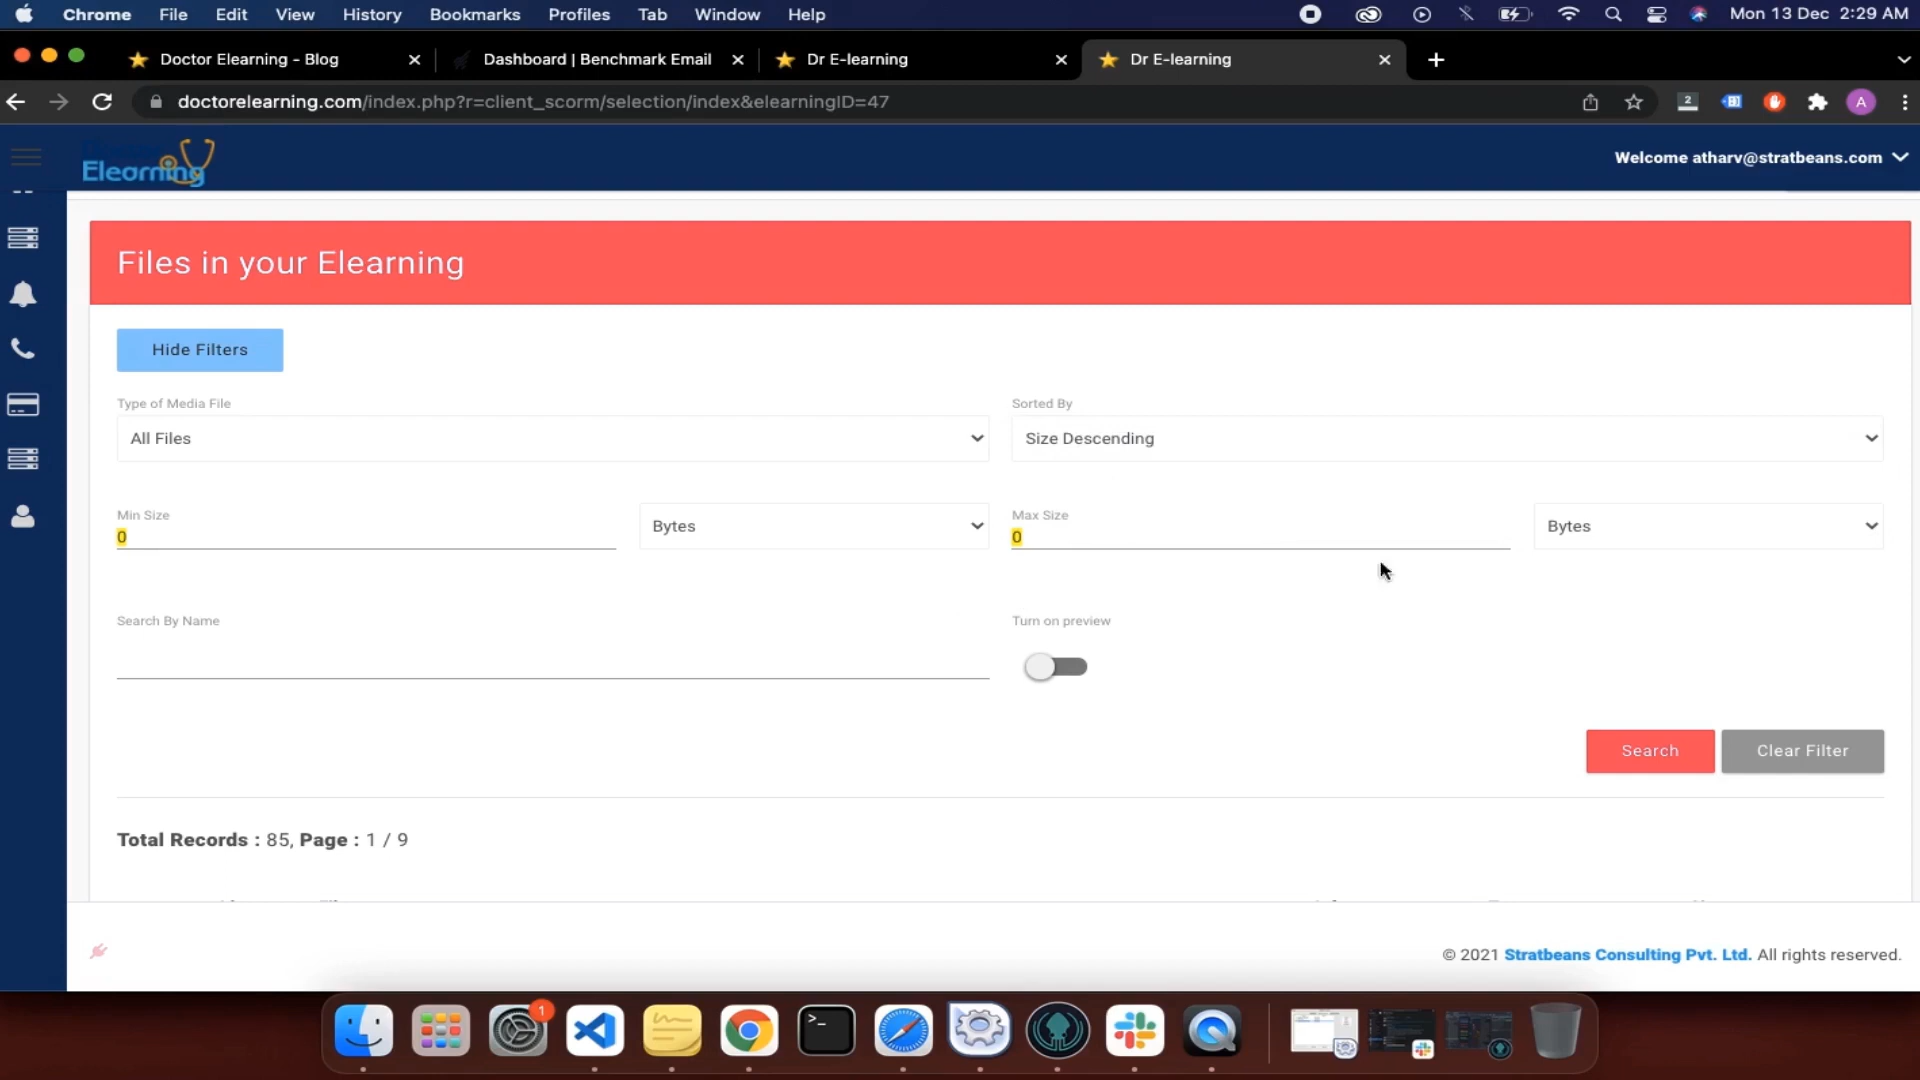 Chrome File Edit View History Bookmarks Profiles Tab Window Help Mon 13 Dec 2:29 AM
Doctor Elearning - Blog Dashboard | Benchmark Email Dr E-learning Dr E-learning
doctorelearning.com/index.php?r=client_scorm/selection/index&elearningID=47 2 A
Elearning
Welcome atharv@stratbeans.com
Files in your Elearning
Hide Filters
Type of Media File Sorted By
All Files Size Descending
Min Size Max Size
0 Bytes 0 Bytes
Search By Name Turn on preview
Search Clear Filter
Total Records : 85, Page : 1 / 9
© 2021 Stratbeans Consulting Pvt. Ltd. All rights reserved.
1